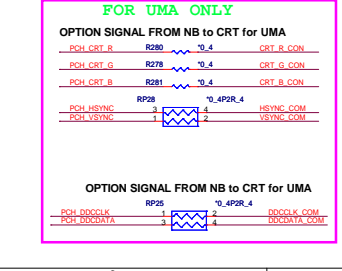 FOR UMA ONLY
OPTION SIGNAL FROM NB to CRT for UMA
PCH_CRT_R R280 *0_4 CRT_R_CON
PCH_CRT_G R278 *0_4 CRT_G_CON
PCH_CRT_B R281 *0_4 CRT_B_CON
RP28 *0_4P2R_4
PCH_HSYNC 3 4 HSYNC_COM
PCH_VSYNC 1 2 VSYNC_COM
OPTION SIGNAL FROM NB to CRT for UMA
RP25 *0_4P2R_4
PCH_DDCCLK 1 2 DDCCLK_COM
PCH_DDCDATA 3 4 DDCDATA_COM